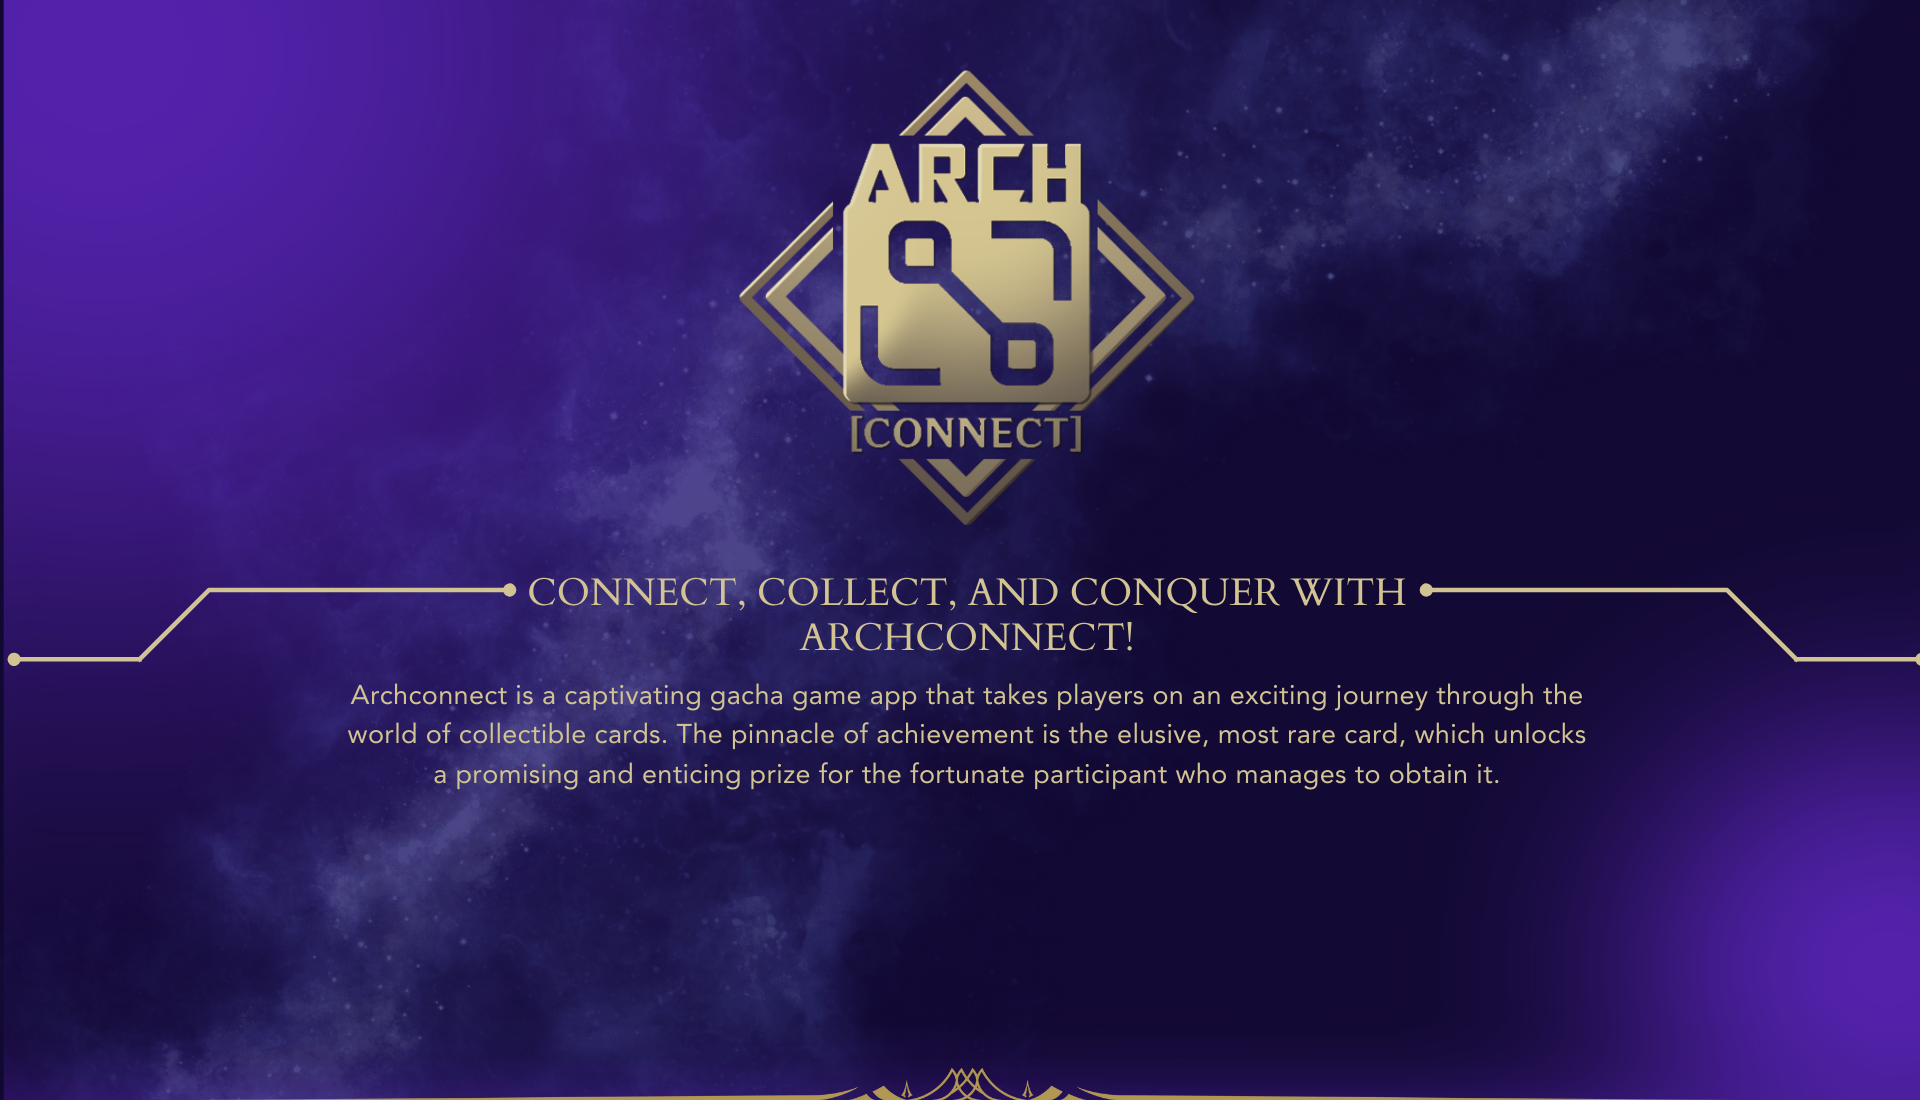 ARCH
[CONNECT]
CONNECT, COLLECT, AND CONQUER WITH
ARCHCONNECT!
Archconnect is a captivating gacha game app that takes players on an exciting journey through the
world of collectible cards. The pinnacle of achievement is the elusive, most rare card, which unlocks
a promising and enticing prize for the fortunate participant who manages to obtain it.